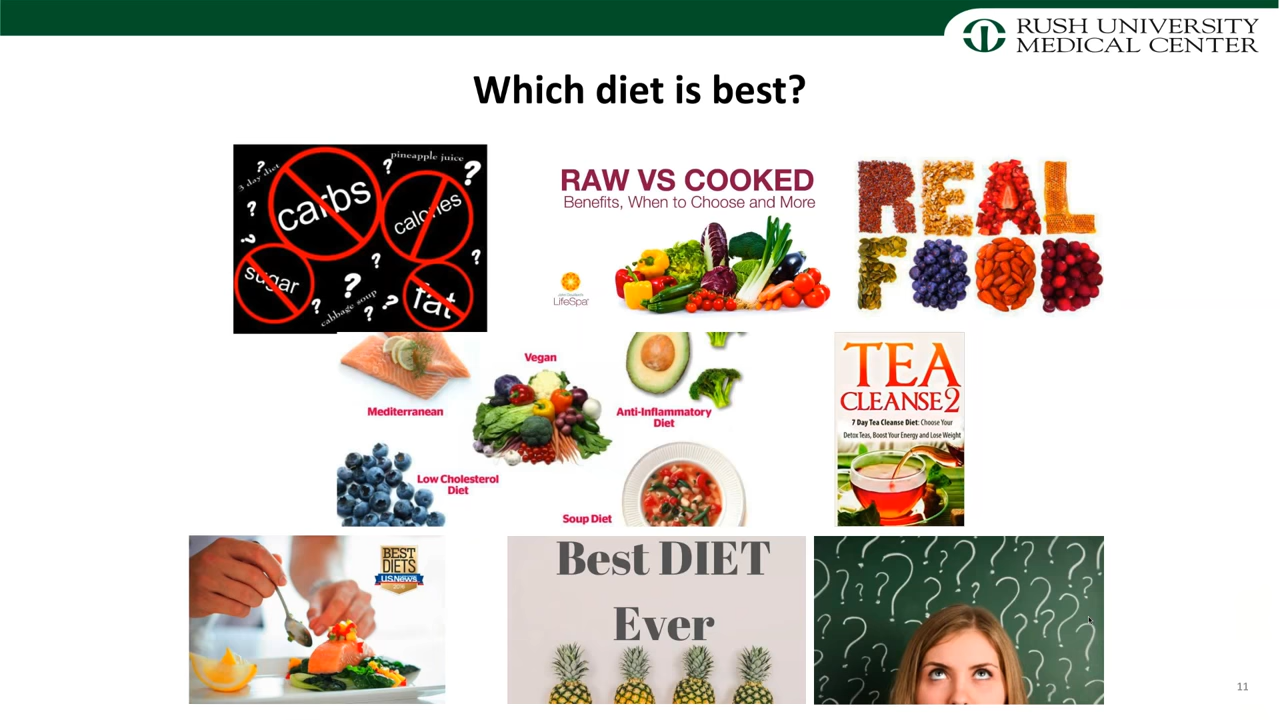 RUSH UNIVERSITY
MEDICAL CENTER
Which diet is best?
3 day diet
pineapple juice
carbs
calories
sugar
fat
cabbage soup
RAW VS COOKED
Benefits, When to Choose and More
LifeSpa
REAL
FOOD
Vegan
Mediterranean
Anti-Inflammatory
Diet
Low Cholesterol
Diet
Soup Diet
TEA
CLEANSE2
7 Day Tea Cleanse Diet: Choose Your
Detox Teas, Boost Your Energy and Lose Weight
BEST
DIETS
U.S.News
Best DIET
Ever
11